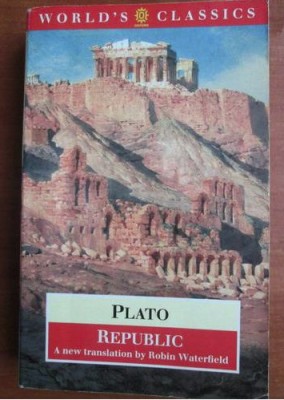 WORLD'S CLASSICS
PLATO
REPUBLIC
A new translation by Robin Waterfield